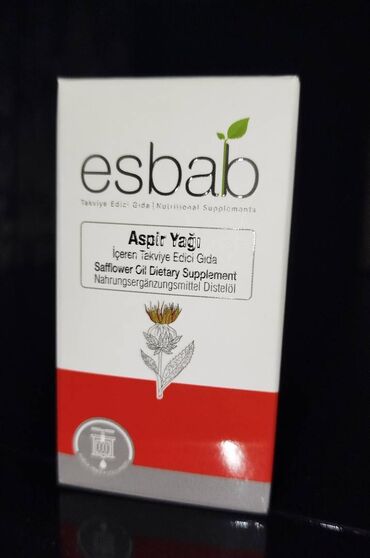 esbab
Takviye Edici Gıda | Nutritional Supplements
Aspir Yağı
İçeren Takviye Edici Gıda
Safflower Oil Dietary Supplement
Nahrungsergänzungsmittel Distelöl